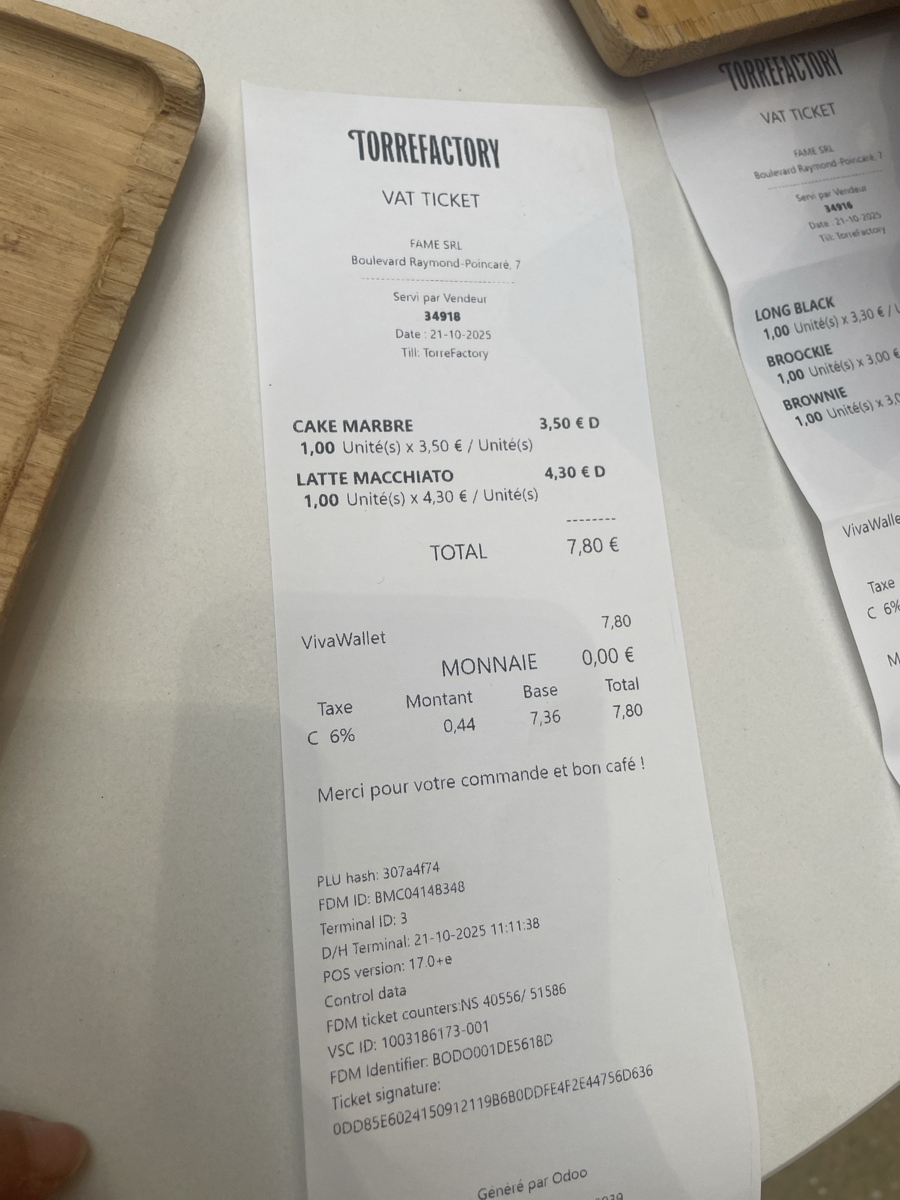 TORREFACTORY
VAT TICKET
FAME SRL
Boulevard Raymond-Poincaré, 7
Servi par Vendeur
34918
Date : 21-10-2025
Till: TorreFactory
CAKE MARBRE 3,50 € D
1,00 Unité(s) x 3,50 € / Unité(s)
LATTE MACCHIATO 4,30 € D
1,00 Unité(s) x 4,30 € / Unité(s)
--------
TOTAL 7,80 €
VivaWallet 7,80
MONNAIE 0,00 €
Taxe Montant Base Total
C 6% 0,44 7,36 7,80
Merci pour votre commande et bon café !
PLU hash: 307a4f74
FDM ID: BMC04148348
Terminal ID: 3
D/H Terminal: 21-10-2025 11:11:38
POS version: 17.0+e
Control data
FDM ticket counters:NS 40556/ 51586
VSC ID: 1003186173-001
FDM Identifier: BODO001DE5618D
Ticket signature:
0DD85E6024150912119B6B0DDFE4F2E44756D636
Généré par Odoo
TORREFACTORY
VAT TICKET
FAME SRL
Boulevard Raymond-Poincaré, 7
Servi par Vendeur
34916
Date : 21-10-2025
Till: TorreFactory
LONG BLACK
1,00 Unité(s) x 3,30 € /
BROOCKIE
1,00 Unité(s) x 3,00 €
BROWNIE
1,00 Unité(s) x
Taxe
C 6%